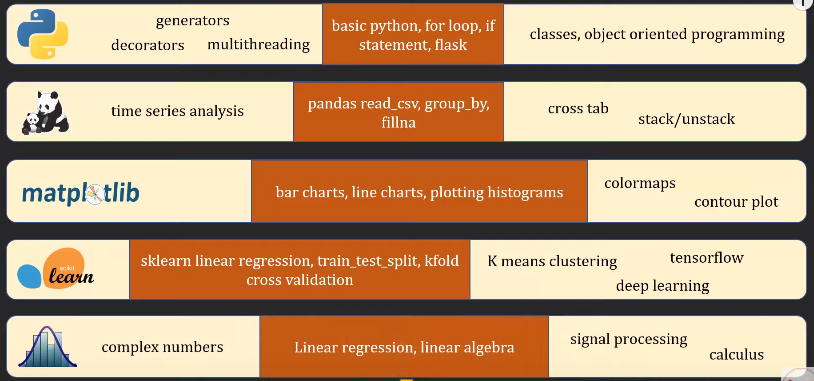 generators
decorators multithreading
basic python, for loop, if
statement, flask
classes, object oriented programming
time series analysis
pandas read_csv, group_by,
fillna
cross tab
stack/unstack
matplotlib
bar charts, line charts, plotting histograms
colormaps
contour plot
scikit
learn
sklearn linear regression, train_test_split, kfold
cross validation
K means clustering
tensorflow
deep learning
complex numbers
Linear regression, linear algebra
signal processing
calculus